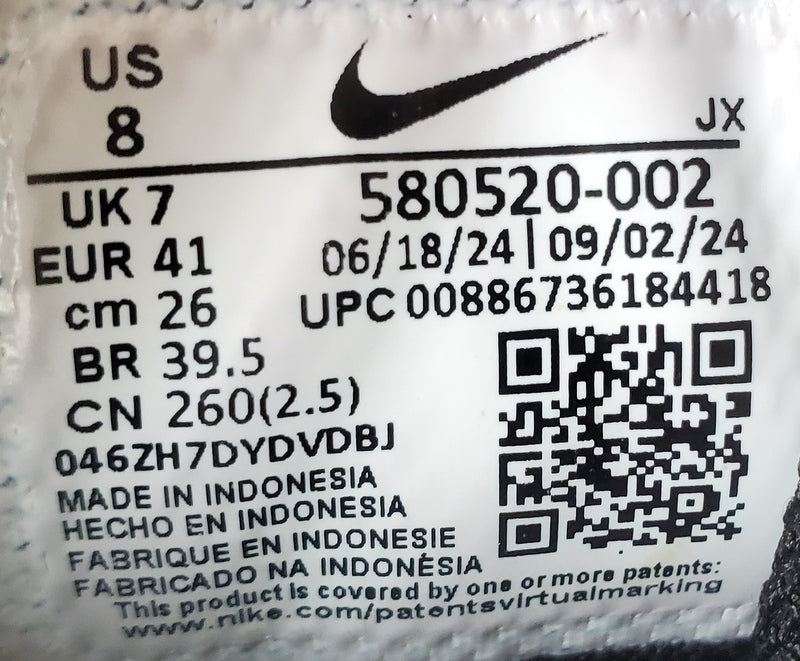 US
8
JX
UK 7
580520-002
EUR 41
06/18/24 | 09/02/24
cm 26
UPC 00886736184418
BR 39.5
CN 260(2.5)
046ZH7DYDVDBJ
MADE IN INDONESIA
HECHO EN INDONESIA
FABRIQUE EN INDONESIE
FABRICADO NA INDONÉSIA
This product is covered by one or more patents:
www.nike.com/patentsvirtualmarking